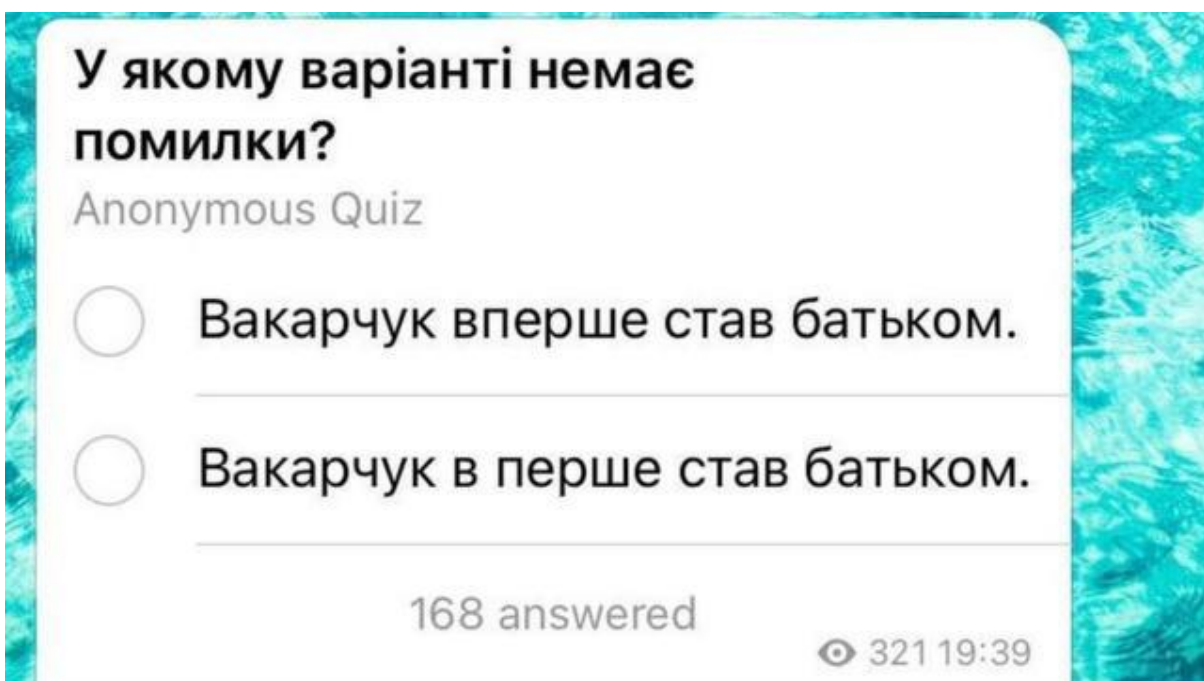 У якому варіанті немає
помилки?
Anonymous Quiz
Вакарчук вперше став батьком.
Вакарчук в перше став батьком.
168 answered
321 19:39